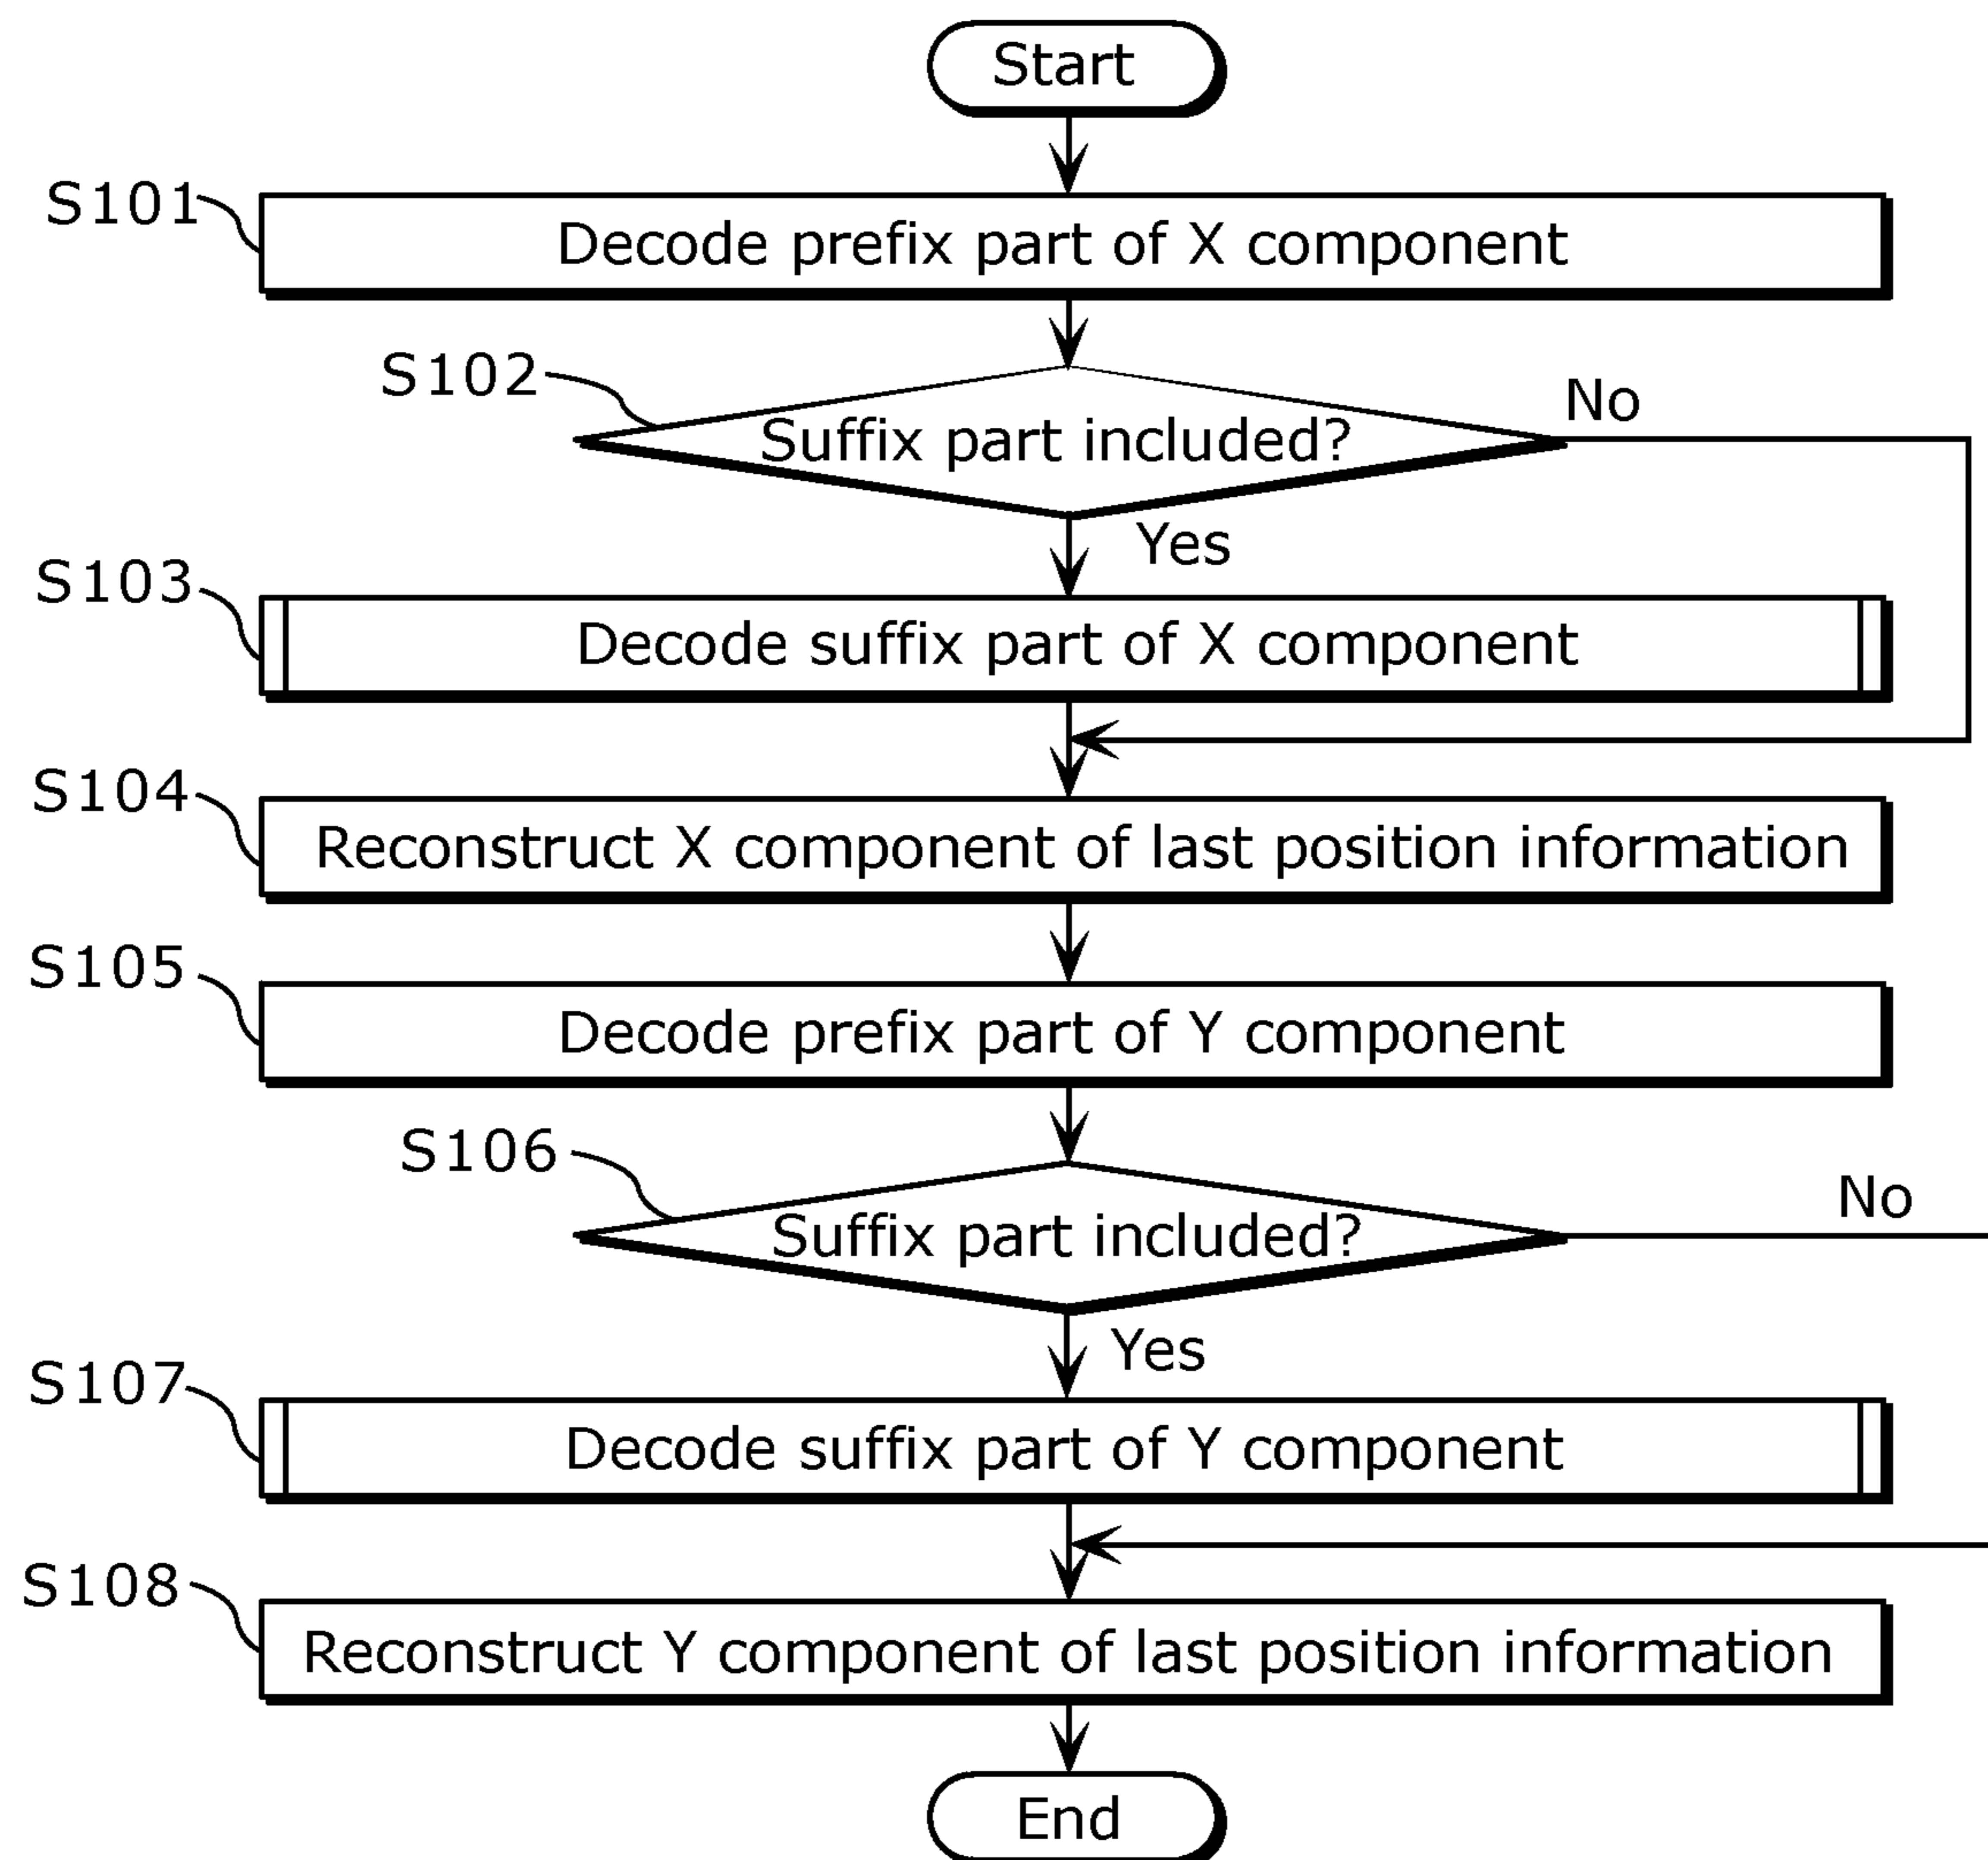 Start
S101
Decode prefix part of X component
S102
Suffix part included?
No
Yes
S103
Decode suffix part of X component
S104
Reconstruct X component of last position information
S105
Decode prefix part of Y component
S106
Suffix part included?
No
Yes
S107
Decode suffix part of Y component
S108
Reconstruct Y component of last position information
End